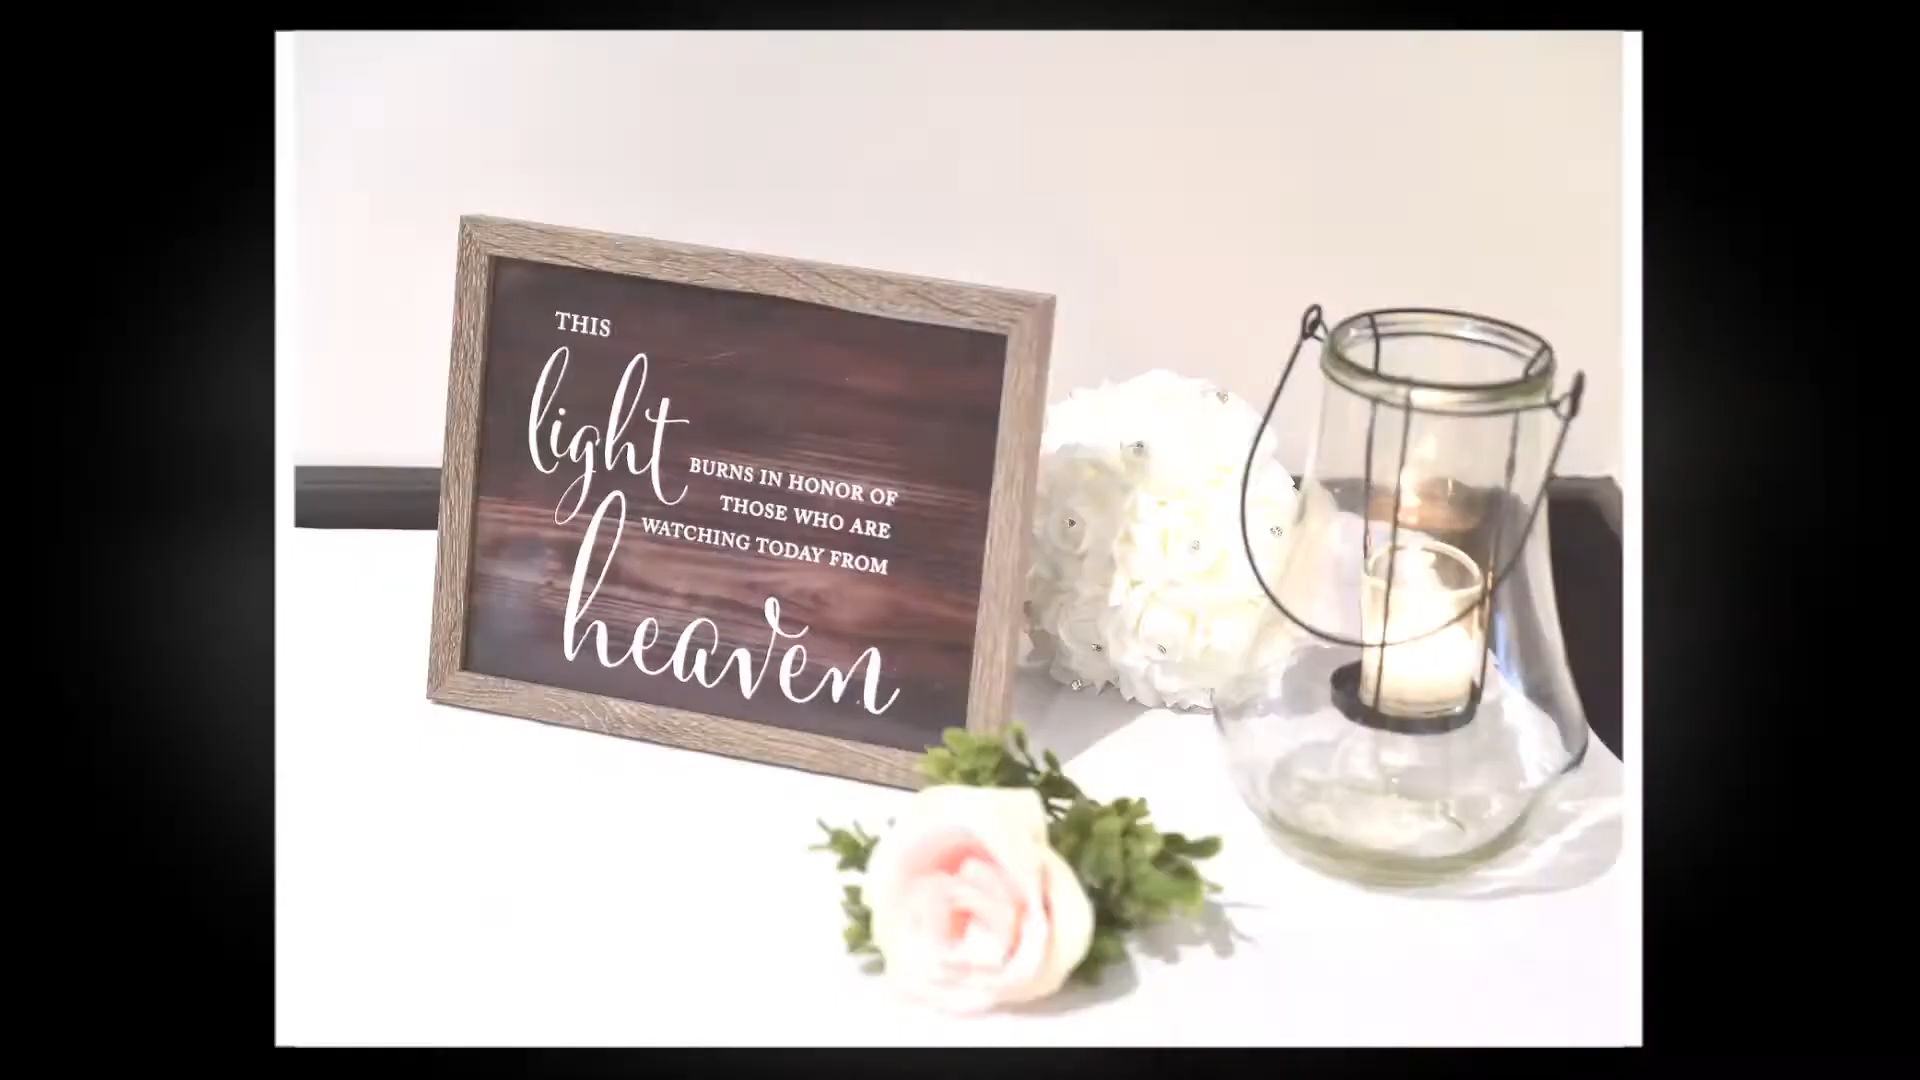 THIS
light
BURNS IN HONOR OF
THOSE WHO ARE
WATCHING TODAY FROM
heaven